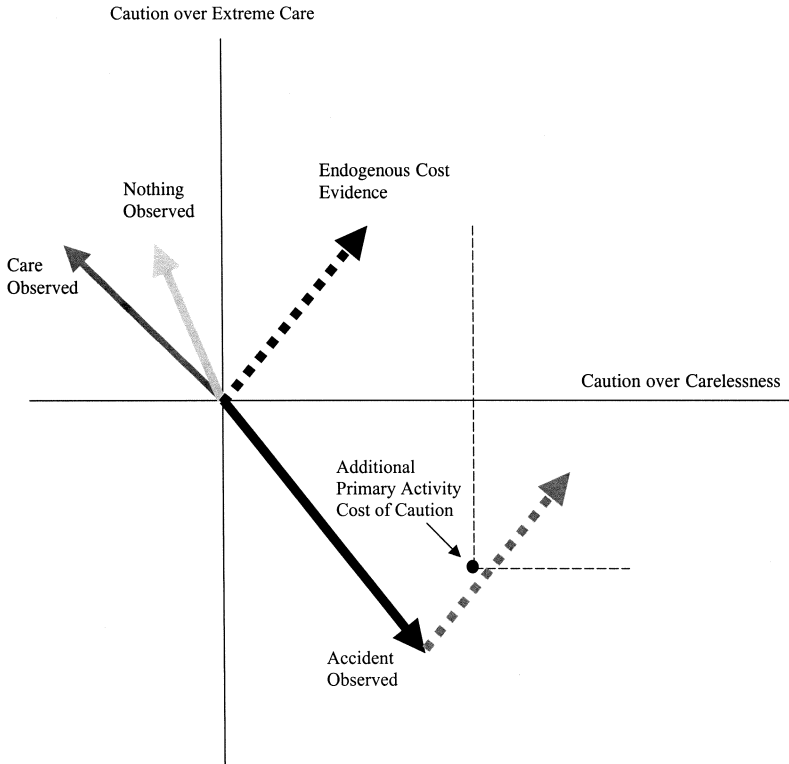 Caution over Extreme Care
Endogenous Cost
Evidence
Nothing
Observed
Care
Observed
Caution over Carelessness
Additional
Primary Activity
Cost of Caution
Accident
Observed